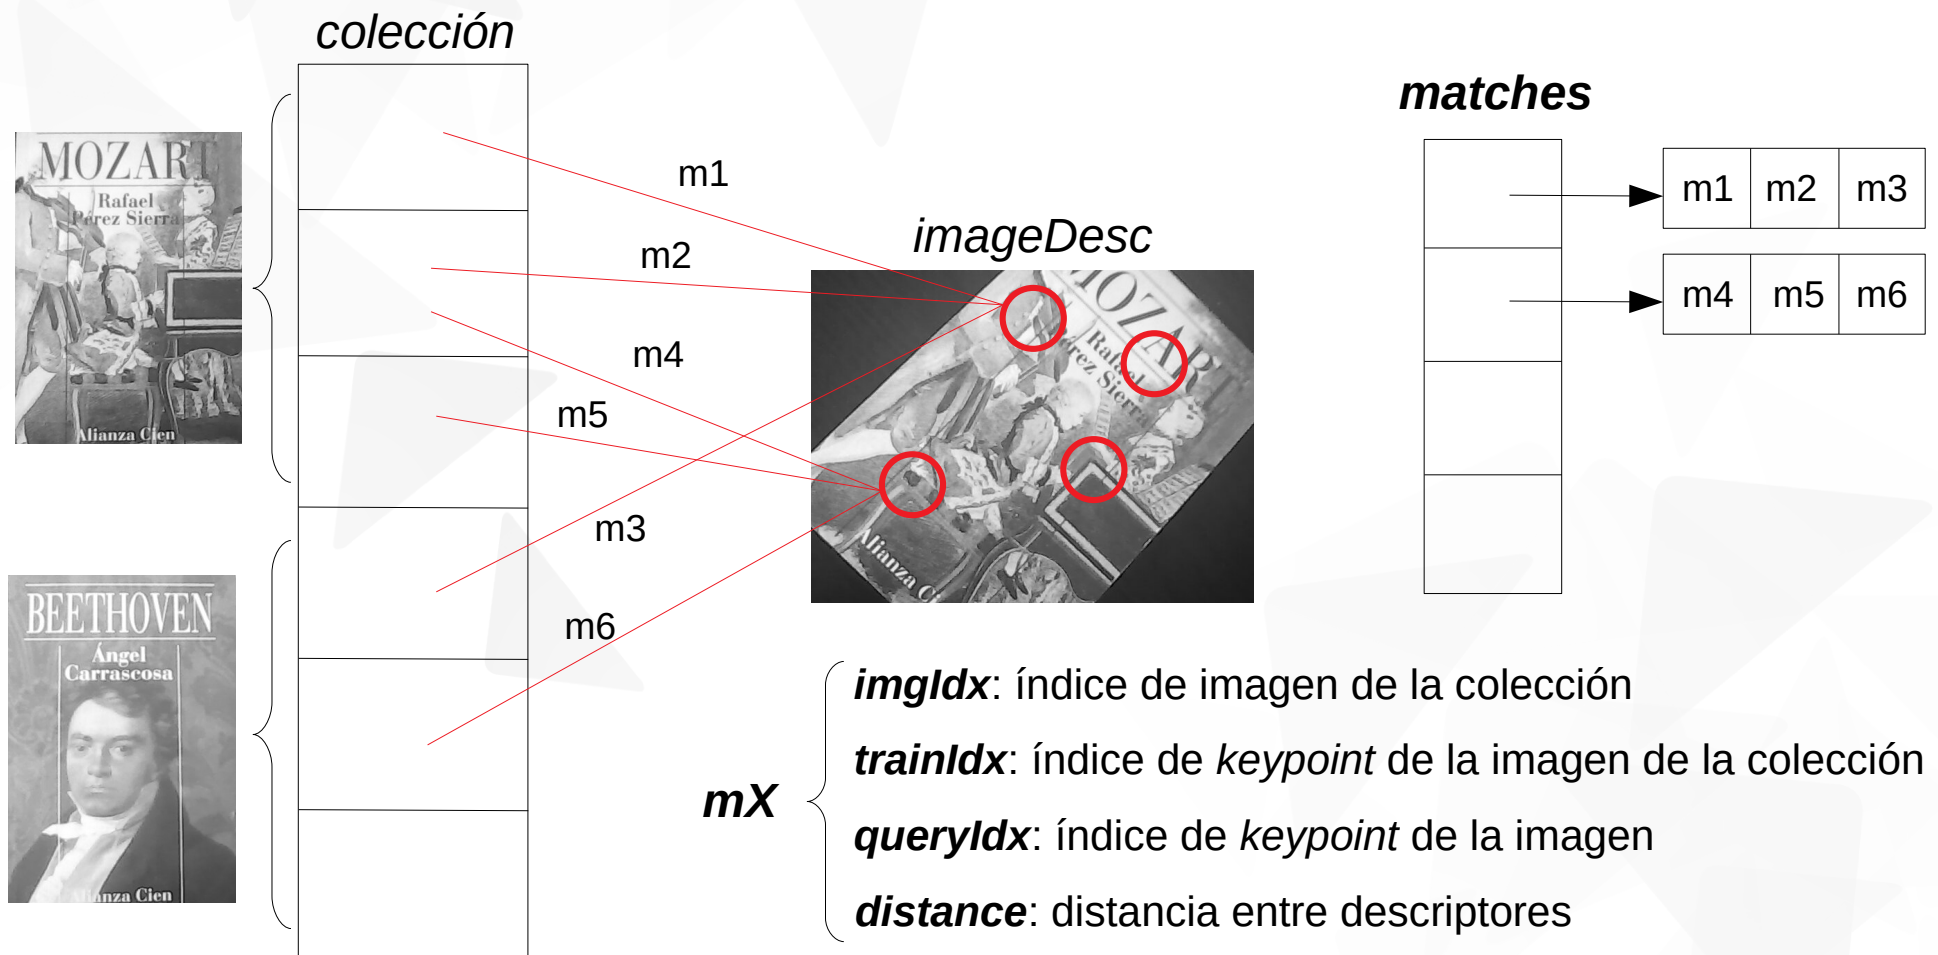 colección
matches
MOZART
Rafael
Pérez Sierra
Alianza Cien
m1
m2
m4
m5
m3
m6
imageDesc
MOZART
Rafael
Pérez Sierra
Alianza Ci
m1 m2 m3
m4 m5 m6
BEETHOVEN
Ángel
Carrascosa
Alianza Cien
mX
imgIdx: índice de imagen de la colección
trainIdx: índice de keypoint de la imagen de la colección
queryIdx: índice de keypoint de la imagen
distance: distancia entre descriptores